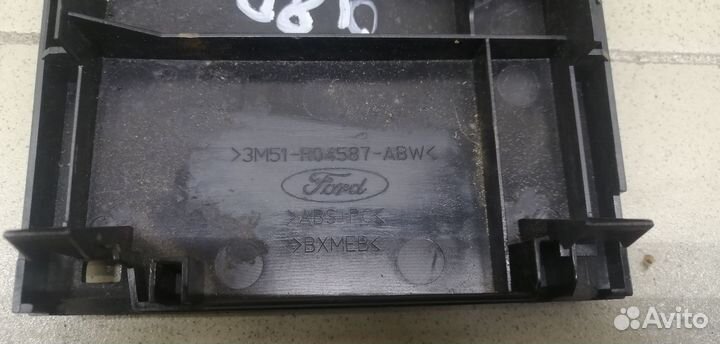 >3M51-R04587-ABW<
Ford
>ABS+PC<
>BXMEB<
Avito